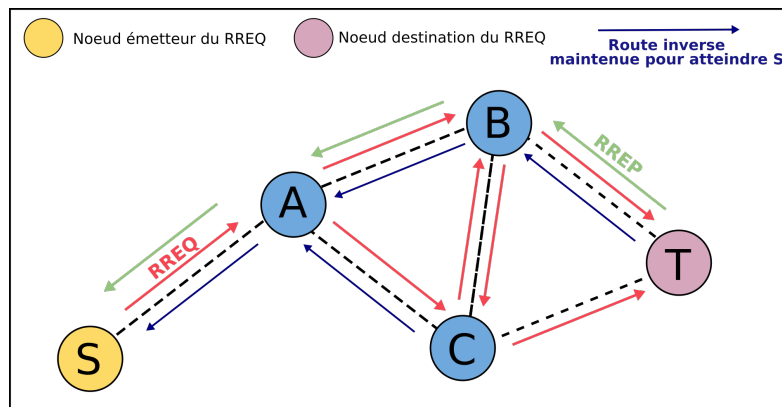 Noeud émetteur du RREQ
Noeud destination du RREQ
Route inverse
maintenue pour atteindre S
B
RREP
A
RREQ
T
C
S